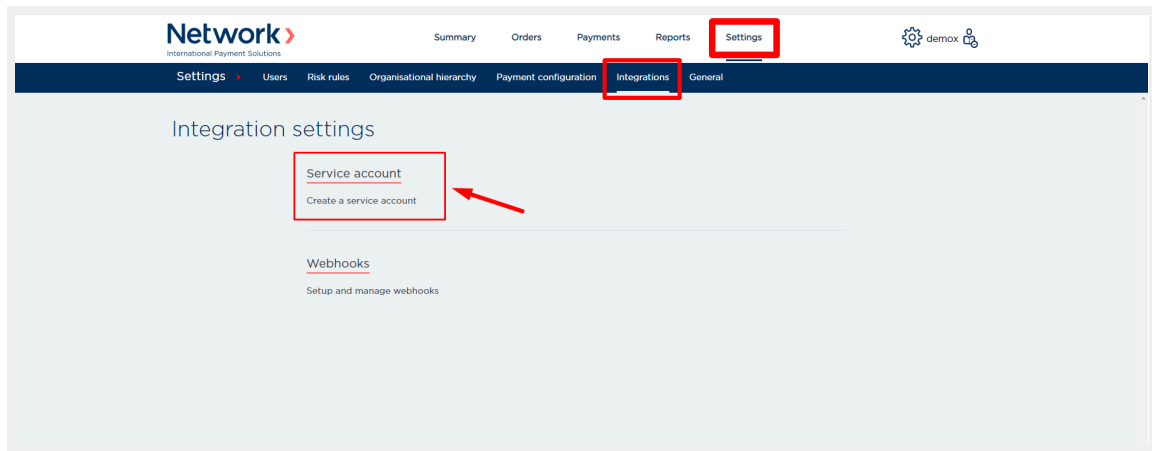 Network
International Payment Solutions
Summary Orders Payments Reports Settings
demox
Settings Users Risk rules Organisational hierarchy Payment configuration Integrations General
Integration settings
Service account
Create a service account
Webhooks
Setup and manage webhooks